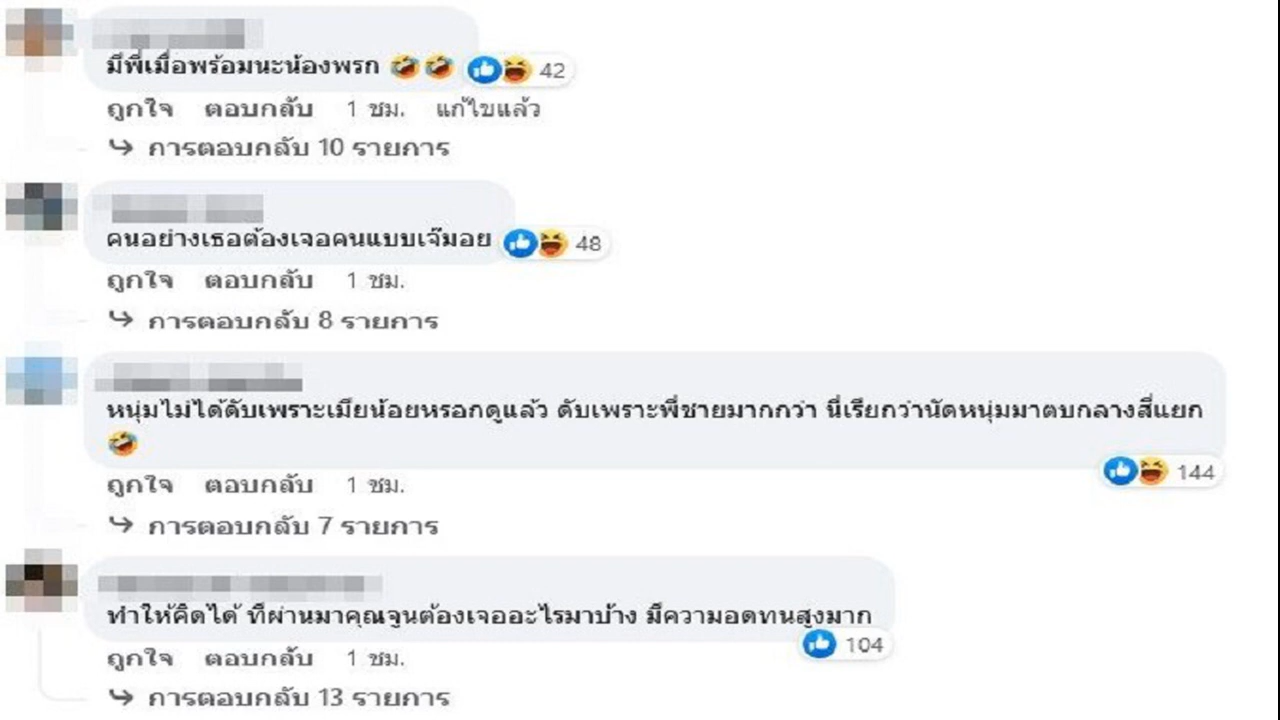 มีพี่เมื่อพร้อมนะน้องพรก 🤣🤣 42
ถูกใจ ตอบกลับ 1 ชม. แก้ไขแล้ว
การตอบกลับ 10 รายการ
คนอย่างเธอต้องเจอคนแบบเจ๊มอย 48
ถูกใจ ตอบกลับ 1 ชม.
การตอบกลับ 8 รายการ
หนุ่มไม่ได้ดับเพราะเมียน้อยหรอกดูแล้ว ดับเพราะพี่ชายมากกว่า นี่เรียกว่านัดหนุ่มมาตบกลางสี่แยก
🤣
144
ถูกใจ ตอบกลับ 1 ชม.
การตอบกลับ 7 รายการ
ทำให้คิดได้ ที่ผ่านมาคุณจูนต้องเจออะไรมาบ้าง มีความอดทนสูงมาก
104
ถูกใจ ตอบกลับ 1 ชม.
การตอบกลับ 13 รายการ